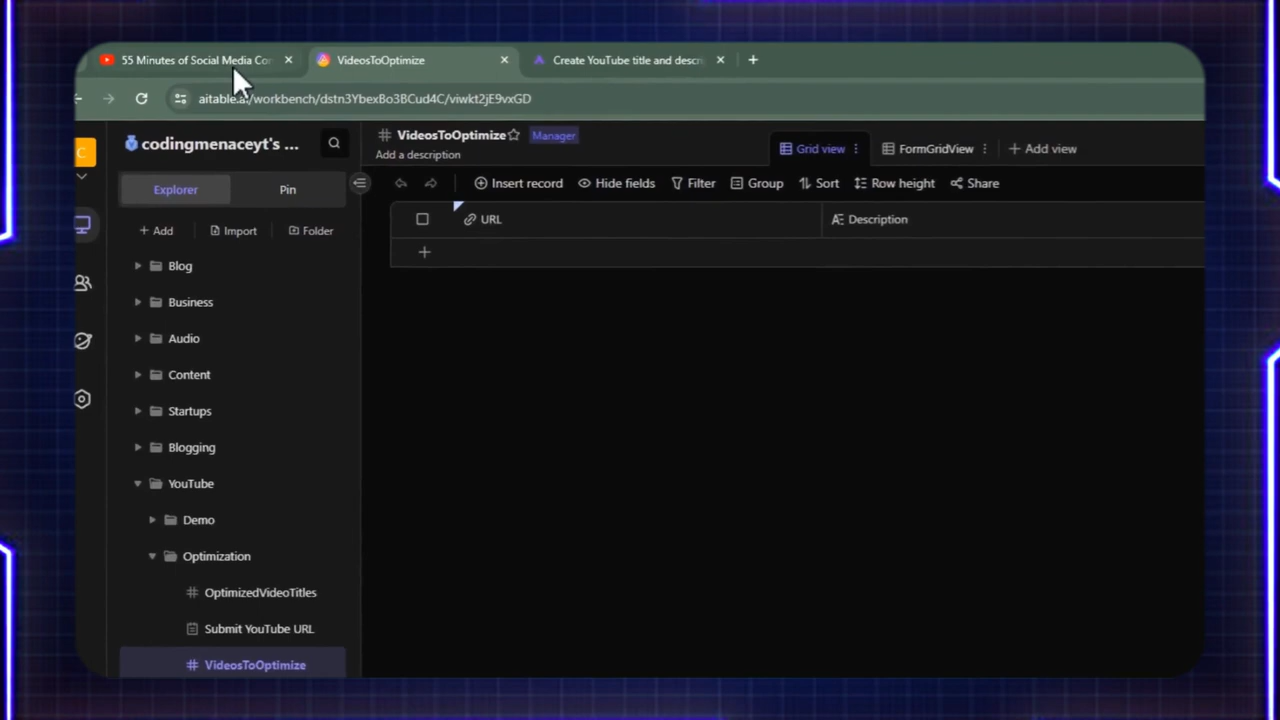 55 Minutes of Social Media Con
VideosToOptimize
Create YouTube title and descri
aitable.ai/workbench/dstn3YbexBo3BCud4C/viwkt2jE9vxGD
C
codingmenaceyt's ...
Explorer
Pin
Add
Import
Folder
Blog
Business
Audio
Content
Startups
Blogging
YouTube
Demo
Optimization
OptimizedVideoTitles
Submit YouTube URL
VideosToOptimize
VideosToOptimize
Manager
Add a description
Grid view
FormGridView
Add view
Insert record
Hide fields
Filter
Group
Sort
Row height
Share
URL
Description